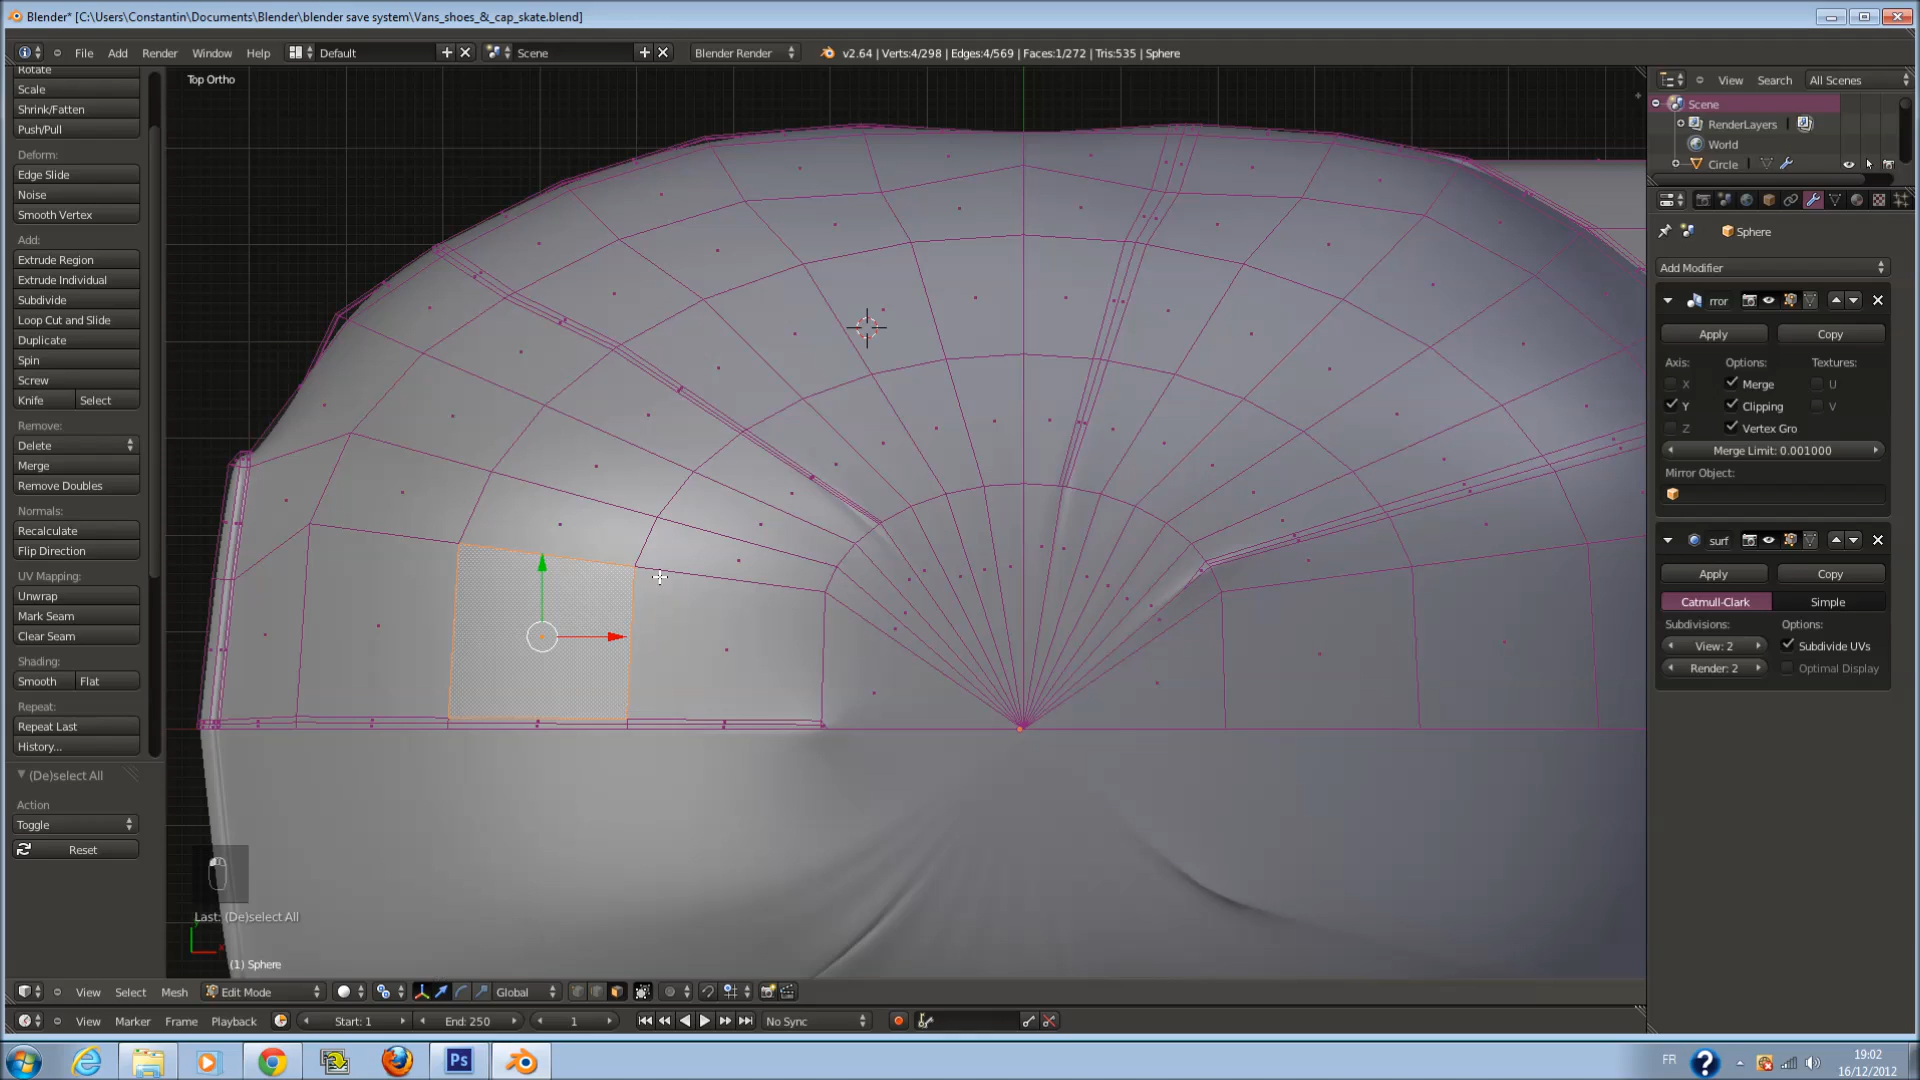 Blender* [C:\Users\Constantin\Documents\Blender\blender save system\Vans_shoes_&_cap_skate.blend]
File Add Render Window Help Default Scene Blender Render v2.64 | Verts:4/298 | Edges:4/569 | Faces:1/272 | Tris:535 | Sphere
Rotate
Scale
Shrink/Fatten
Push/Pull
Deform:
Edge Slide
Noise
Smooth Vertex
Add:
Extrude Region
Extrude Individual
Subdivide
Loop Cut and Slide
Duplicate
Spin
Screw
Knife Select
Remove:
Delete
Merge
Remove Doubles
Normals:
Recalculate
Flip Direction
UV Mapping:
Unwrap
Mark Seam
Clear Seam
Shading:
Smooth Flat
Repeat:
Repeat Last
History...
(De)select All
Action
Toggle
Reset
Top Ortho
Last: (De)select All
(1) Sphere
View Search All Scenes
Scene
RenderLayers
World
Circle
Sphere
Add Modifier
rror
Apply Copy
Axis: Options: Textures:
X Merge U
Y Clipping V
Z Vertex Gro
Merge Limit: 0.001000
Mirror Object:
surf
Apply Copy
Catmull-Clark Simple
Subdivisions: Options:
View: 2 Subdivide UVs
Render: 2 Optimal Display
View Select Mesh Edit Mode Global
View Marker Frame Playback Start: 1 End: 250 1 No Sync
Ps FR ? 19:02
16/12/2012